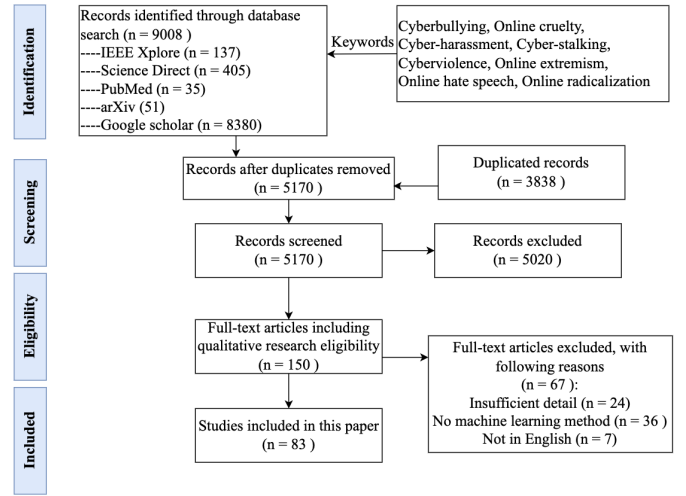 Identification
Records identified through database
search (n = 9008 )
----IEEE Xplore (n = 137)
----Science Direct (n = 405)
----PubMed (n = 35)
----arXiv (51)
----Google scholar (n = 8380)
Keywords
Cyberbullying, Online cruelty,
Cyber-harassment, Cyber-stalking,
Cyberviolence, Online extremism,
Online hate speech, Online radicalization
Screening
Records after duplicates removed
(n = 5170 )
Duplicated records
(n = 3838 )
Records screened
(n = 5170 )
Records excluded
(n = 5020 )
Eligibility
Full-text articles including
qualitative research eligibility
(n = 150 )
Full-text articles excluded, with
following reasons
(n = 67 ):
Insufficient detail (n = 24)
No machine learning method (n = 36 )
Not in English (n = 7)
Included
Studies included in this paper
(n = 83 )